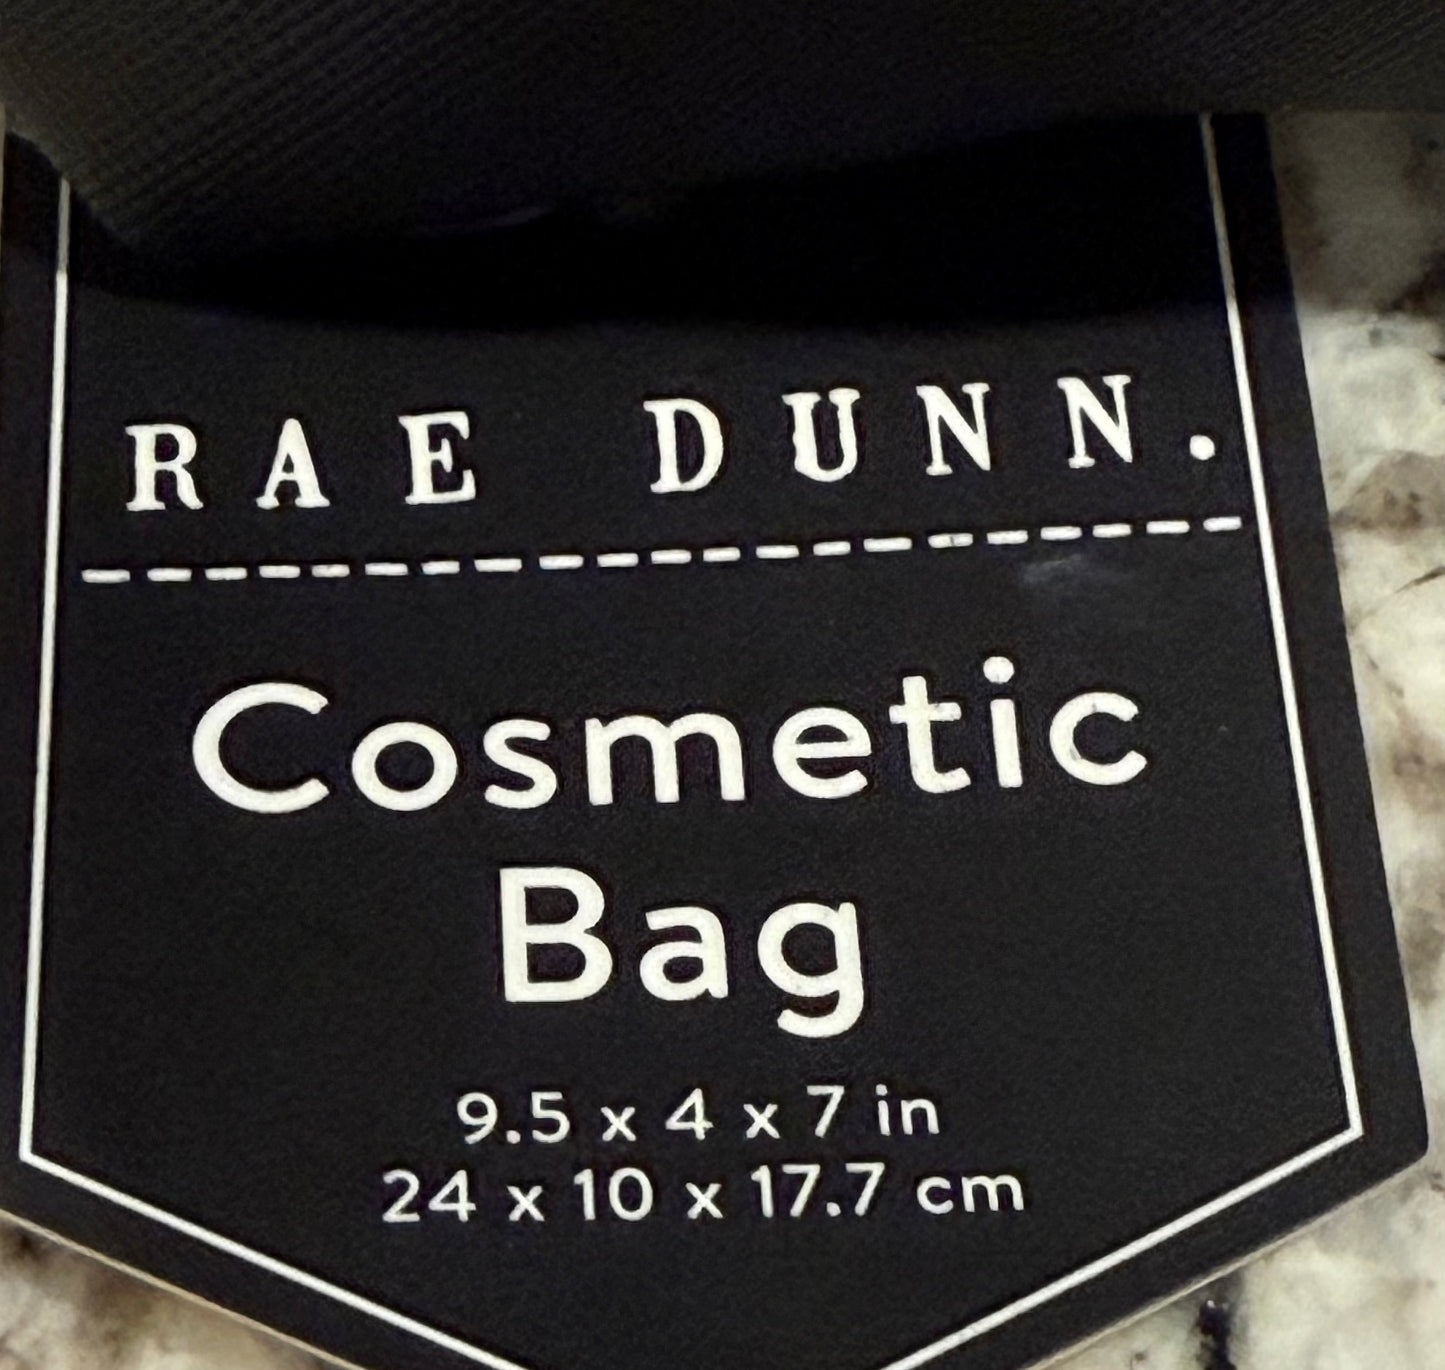 RAE DUNN.
Cosmetic
Bag
9.5 x 4 x 7 in
24 x 10 x 17.7 cm